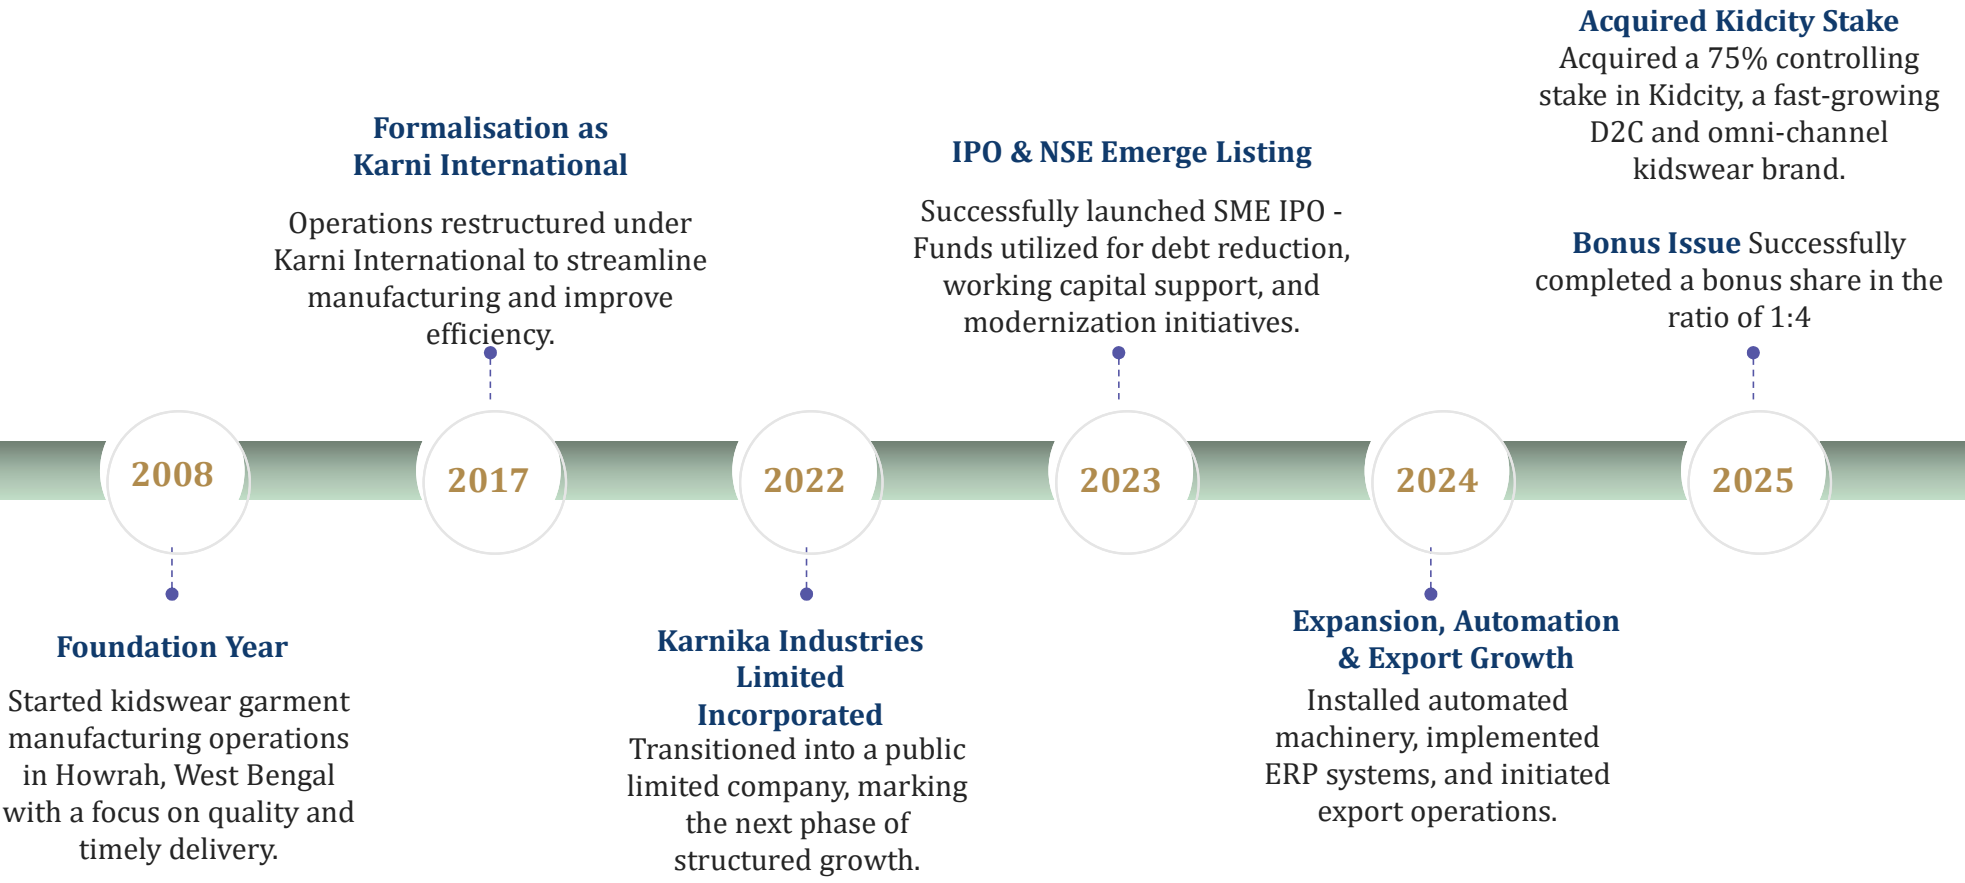 2008
Foundation Year
Started kidswear garment
manufacturing operations
in Howrah, West Bengal
with a focus on quality and
timely delivery.
Formalisation as
Karni International
Operations restructured under
Karni International to streamline
manufacturing and improve
efficiency.
2017
2022
Karnika Industries
Limited
Incorporated
Transitioned into a public
limited company, marking
the next phase of
structured growth.
IPO & NSE Emerge Listing
Successfully launched SME IPO -
Funds utilized for debt reduction,
working capital support, and
modernization initiatives.
2023
2024
Expansion, Automation
& Export Growth
Installed automated
machinery, implemented
ERP systems, and initiated
export operations.
Acquired Kidcity Stake
Acquired a 75% controlling
stake in Kidcity, a fast-growing
D2C and omni-channel
kidswear brand.
Bonus Issue Successfully
completed a bonus share in the
ratio of 1:4
2025